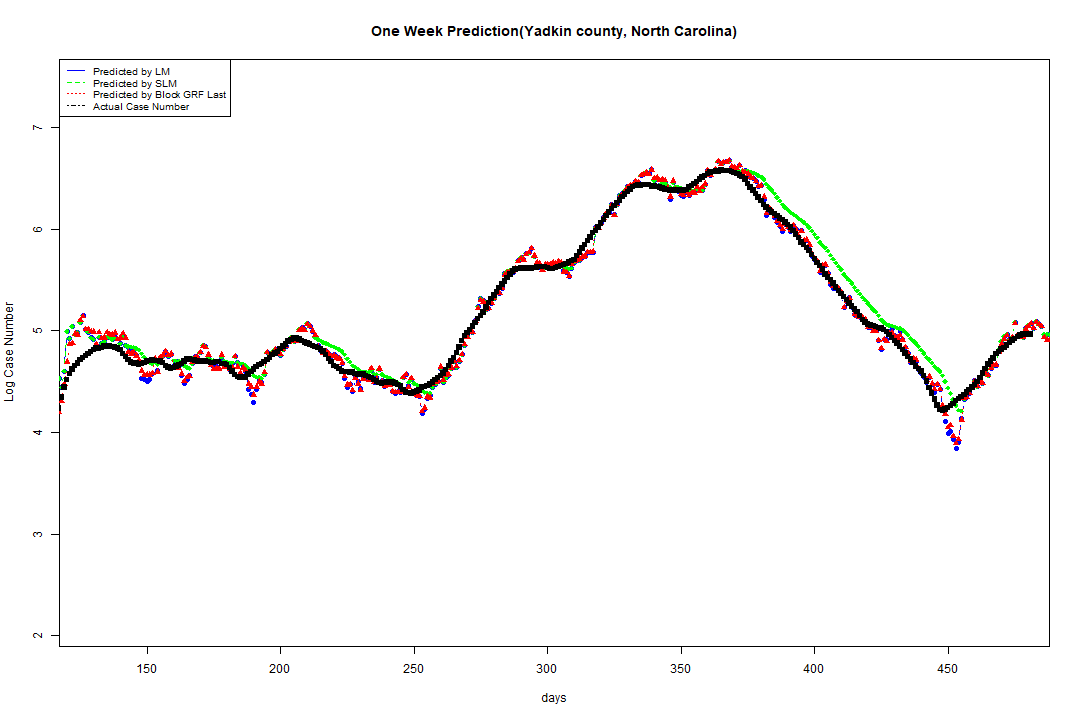 One Week Prediction(Yadkin county, North Carolina)
Predicted by LM
Predicted by SLM
Predicted by Block GRF Last
Actual Case Number
7
6
5
4
3
2
Log Case Number
150 200 250 300 350 400 450
days